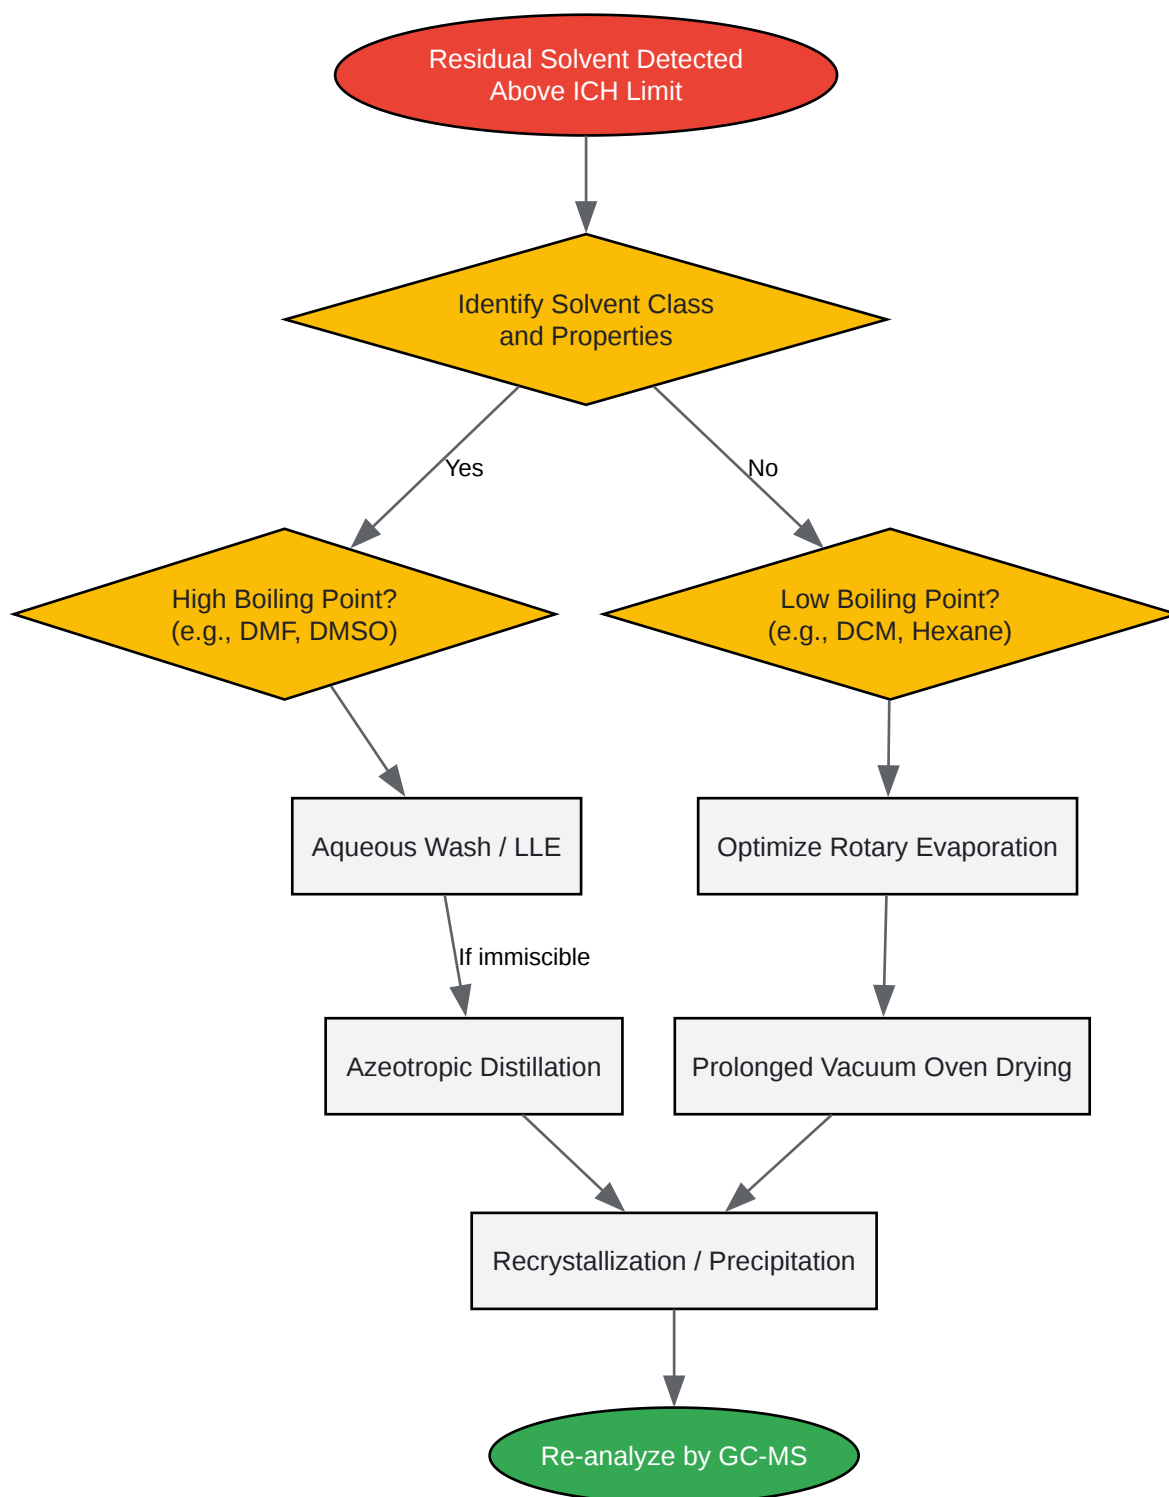 Residual Solvent Detected
Above ICH Limit
Identify Solvent Class
and Properties
Yes
No
High Boiling Point?
(e.g., DMF, DMSO)
Low Boiling Point?
(e.g., DCM, Hexane)
Aqueous Wash / LLE
Optimize Rotary Evaporation
If immiscible
Azeotropic Distillation
Prolonged Vacuum Oven Drying
Recrystallization / Precipitation
Re-analyze by GC-MS